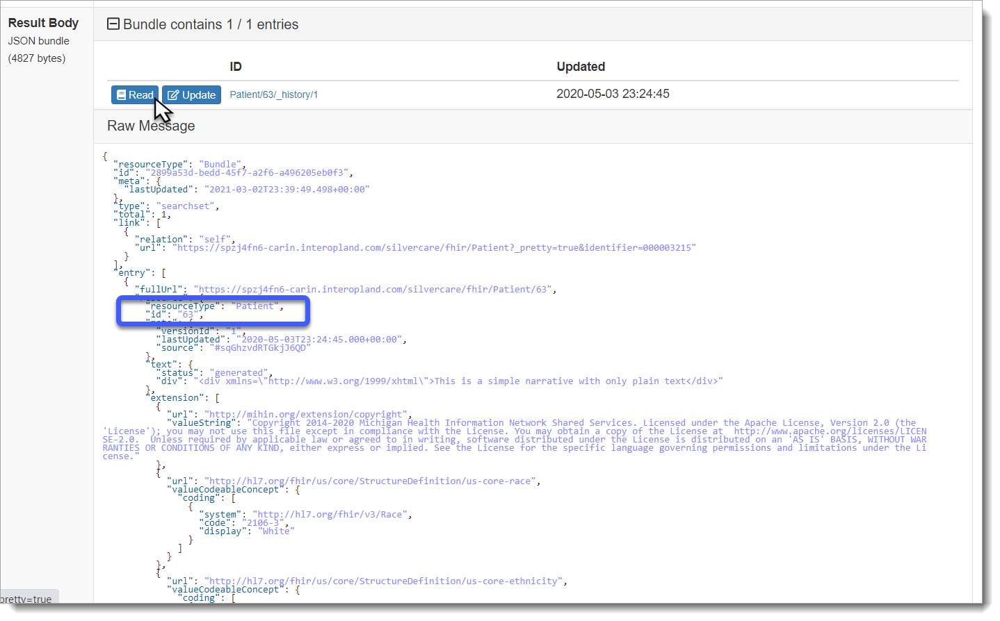 Result Body
JSON bundle
(4827 bytes)
Bundle contains 1 / 1 entries
ID Updated
Read Update Patient/63/_history/1 2020-05-03 23:24:45
Raw Message
{
"resourceType": "Bundle",
"id": "2899a53d-bedd-45f7-a2f6-a496205eb0f3",
"meta": {
"lastUpdated": "2021-03-02T23:39:49.498+00:00"
},
"type": "searchset",
"total": 1,
"link": [
{
"relation": "self",
"url": "https://spzj4fn6-carin.interopland.com/silvercare/fhir/Patient?_pretty=true&identifier=000003215"
}
],
"entry": [
{
"fullUrl": "https://spzj4fn6-carin.interopland.com/silvercare/fhir/Patient/63",
"resourceType": "Patient",
"id": "63",
"versionId": "1",
"lastUpdated": "2020-05-03T23:24:45.000+00:00",
"source": "#sqGhzvdRTGkjJ6QD"
},
"text": {
"status": "generated",
"div": "<div xmlns=\"http://www.w3.org/1999/xhtml\">This is a simple narrative with only plain text</div>"
},
"extension": [
{
"url": "http://mihin.org/extension/copyright",
"valueString": "Copyright 2014-2020 Michigan Health Information Network Shared Services. Licensed under the Apache License, Version 2.0 (the
'License'); you may not use this file except in compliance with the License. You may obtain a copy of the License at  http://www.apache.org/licenses/LICEN
SE-2.0.  Unless required by applicable law or agreed to in writing, software distributed under the License is distributed on an 'AS IS' BASIS, WITHOUT WAR
RANTIES OR CONDITIONS OF ANY KIND, either express or implied. See the License for the specific language governing permissions and limitations under the Li
cense."
},
{
"url": "http://hl7.org/fhir/us/core/StructureDefinition/us-core-race",
"valueCodeableConcept": {
"coding": [
{
"system": "http://hl7.org/fhir/v3/Race",
"code": "2106-3",
"display": "White"
}
]
}
},
{
"url": "http://hl7.org/fhir/us/core/StructureDefinition/us-core-ethnicity",
"valueCodeableConcept": {
"coding": [
pretty=true